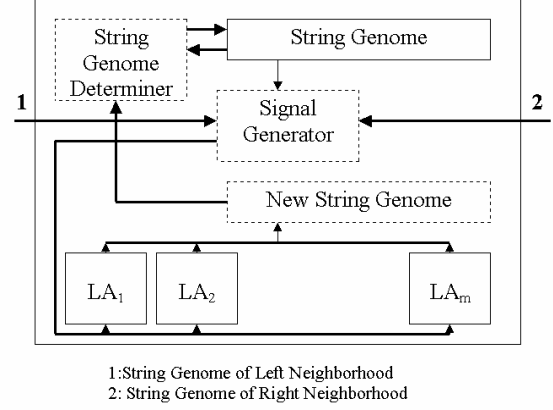 String Genome Determiner
String Genome
1
Signal Generator
2
New String Genome
LA1
LA2
LAm
1:String Genome of Left Neighborhood
2: String Genome of Right Neighborhood